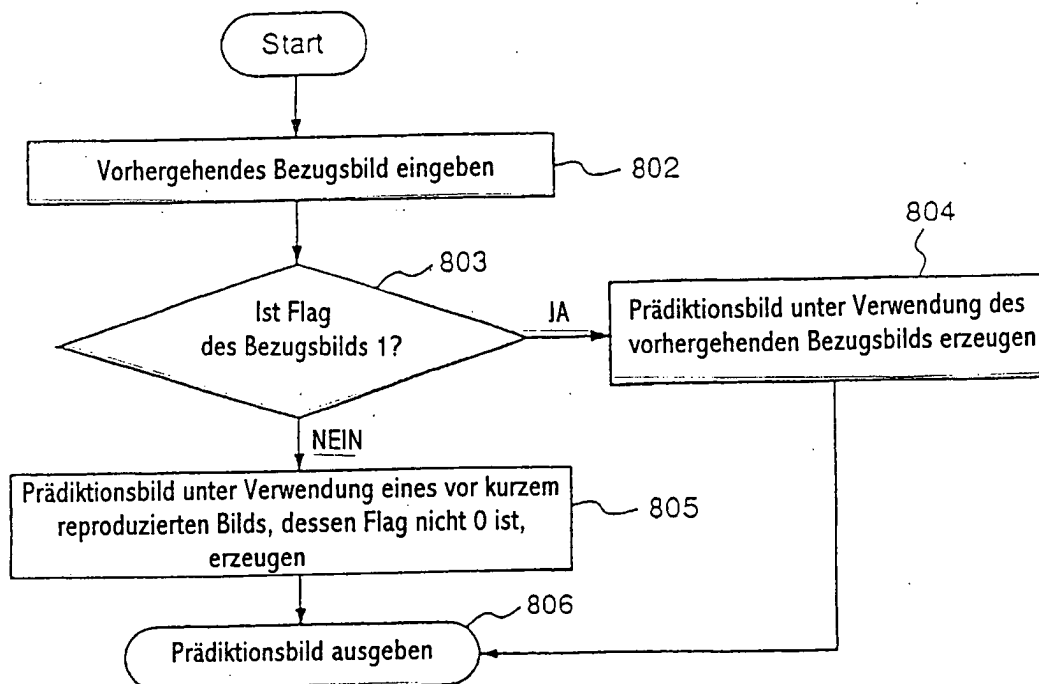 Start
Vorhergehendes Bezugsbild eingeben
802
803
Ist Flag
des Bezugsbilds 1?
JA
804
Prädiktionsbild unter Verwendung des
vorhergehenden Bezugsbilds erzeugen
NEIN
Prädiktionsbild unter Verwendung eines vor kurzem
reproduzierten Bilds, dessen Flag nicht 0 ist,
erzeugen
805
806
Prädiktionsbild ausgeben